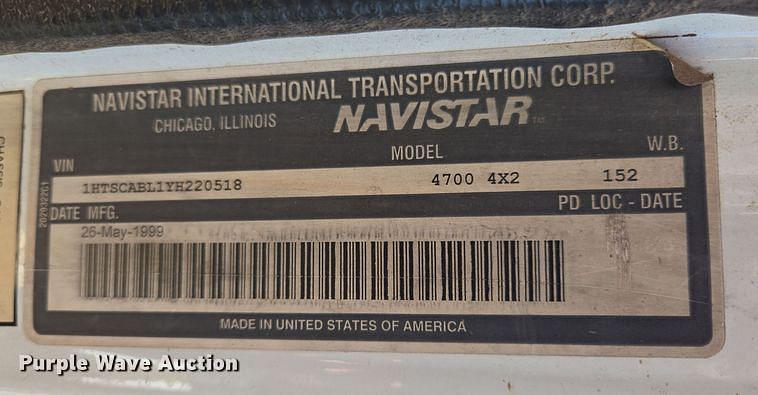 NAVISTAR INTERNATIONAL TRANSPORTATION CORP.
CHICAGO, ILLINOIS NAVISTAR
VIN MODEL W.B.
1HTSCABL1YH220518 4700 4X2 152
DATE MFG. PD LOC - DATE
26-May-1999
MADE IN UNITED STATES OF AMERICA
2020322C1
Purple Wave Auction